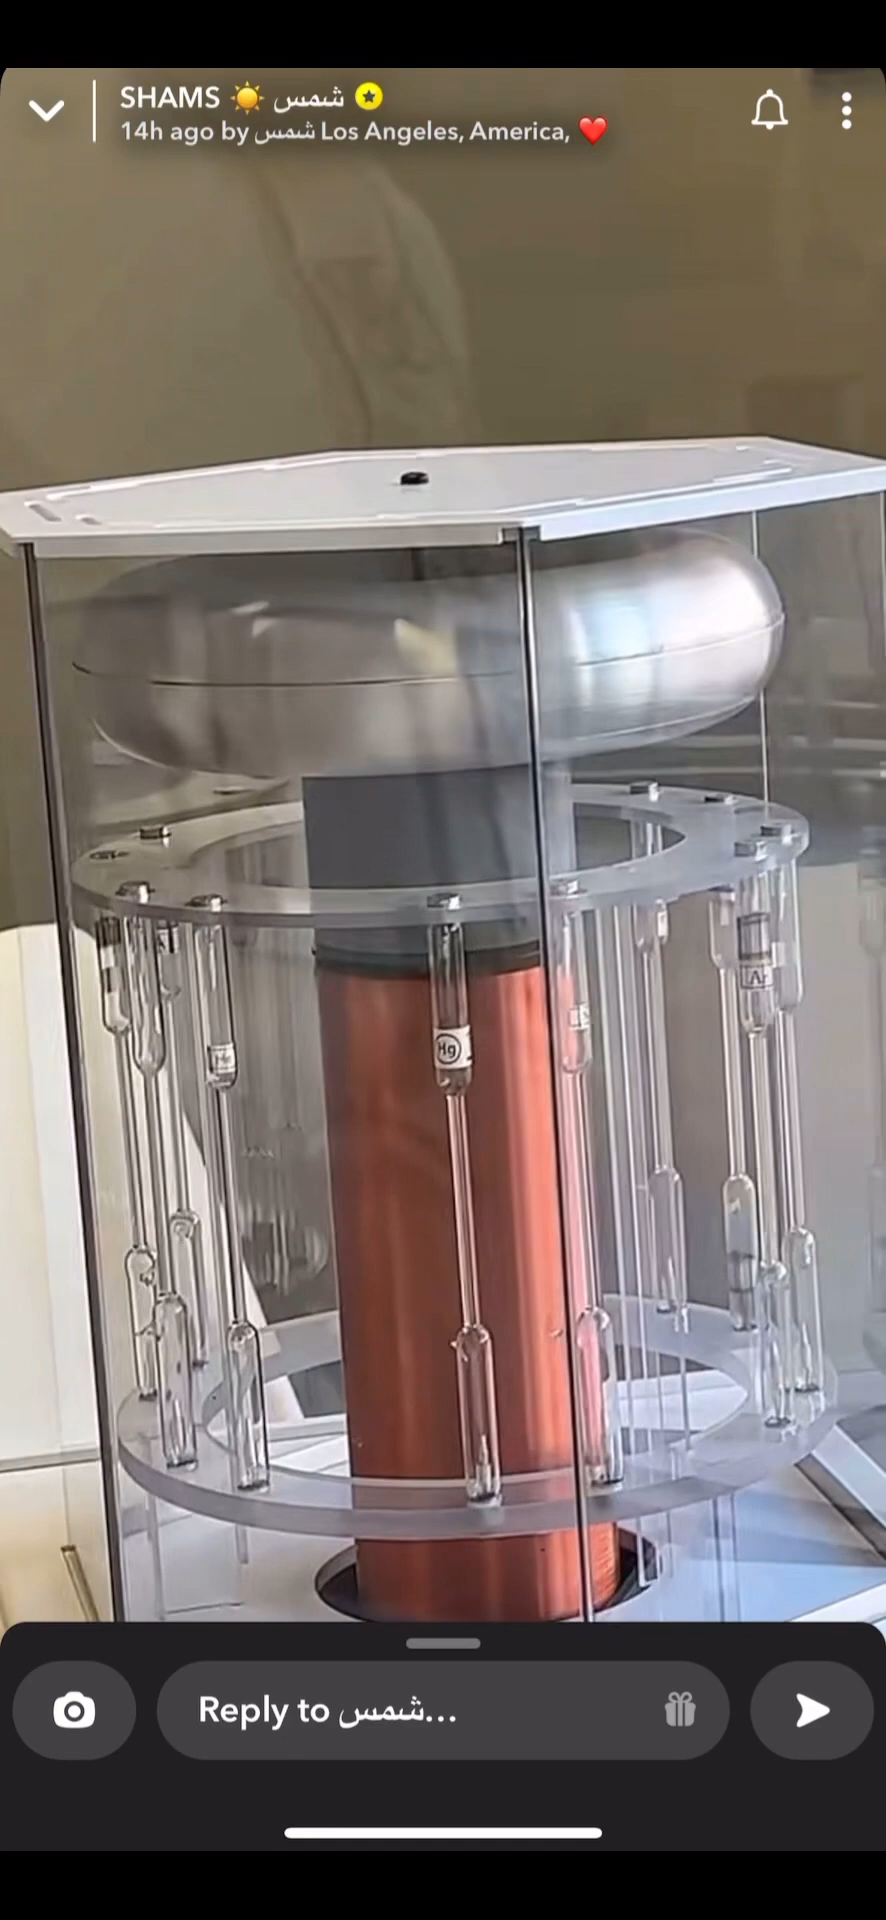 SHAMS ☀️ شمس
14h ago by شمس Los Angeles, America, ❤️
Hg
Ar
Reply to شمس...